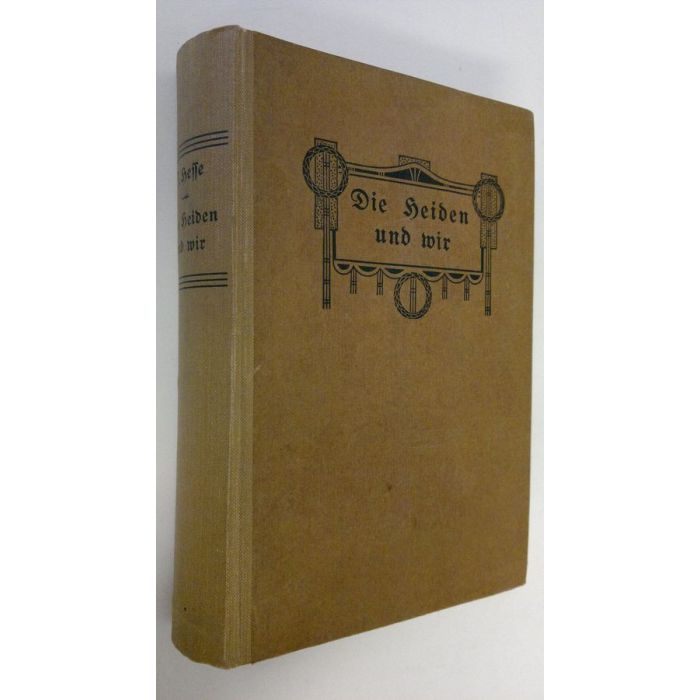 Hesse
Heiden
wir
Die Heiden
und wir